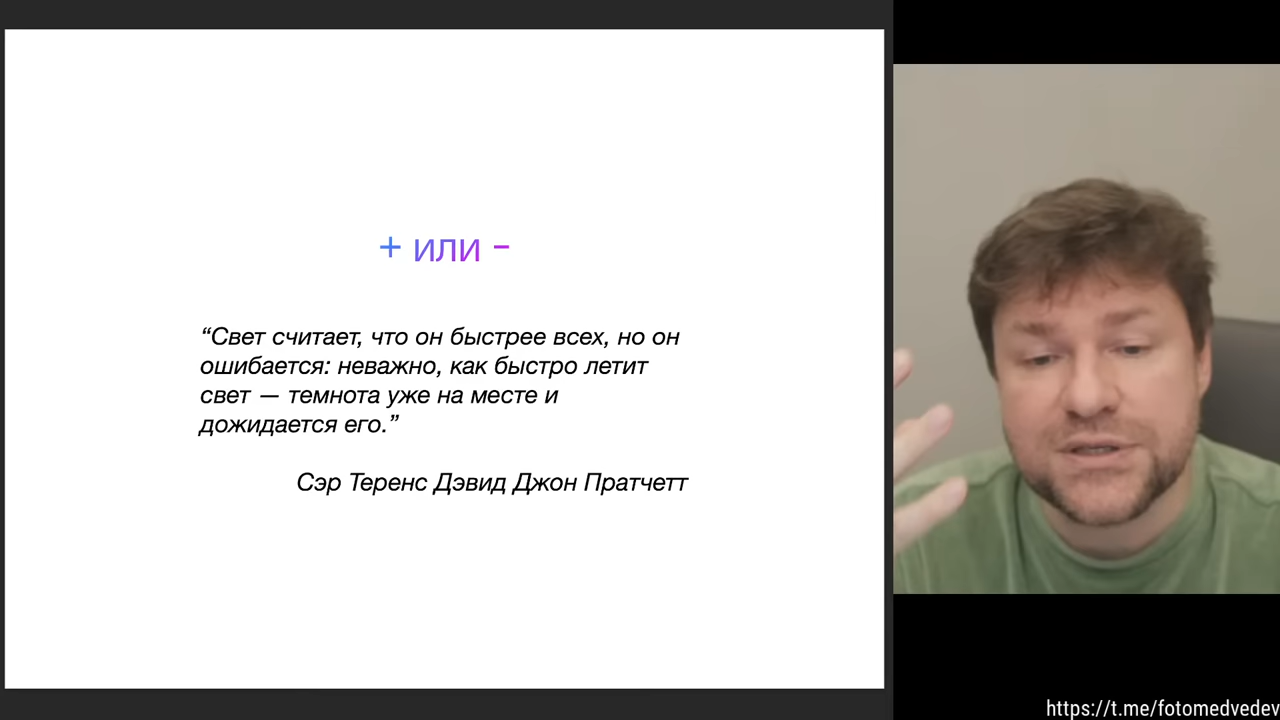 + или -
“Свет считает, что он быстрее всех, но он
ошибается: неважно, как быстро летит
свет — темнота уже на месте и
дожидается его.”
Сэр Теренс Дэвид Джон Пратчетт
https://t.me/fotomedvedev